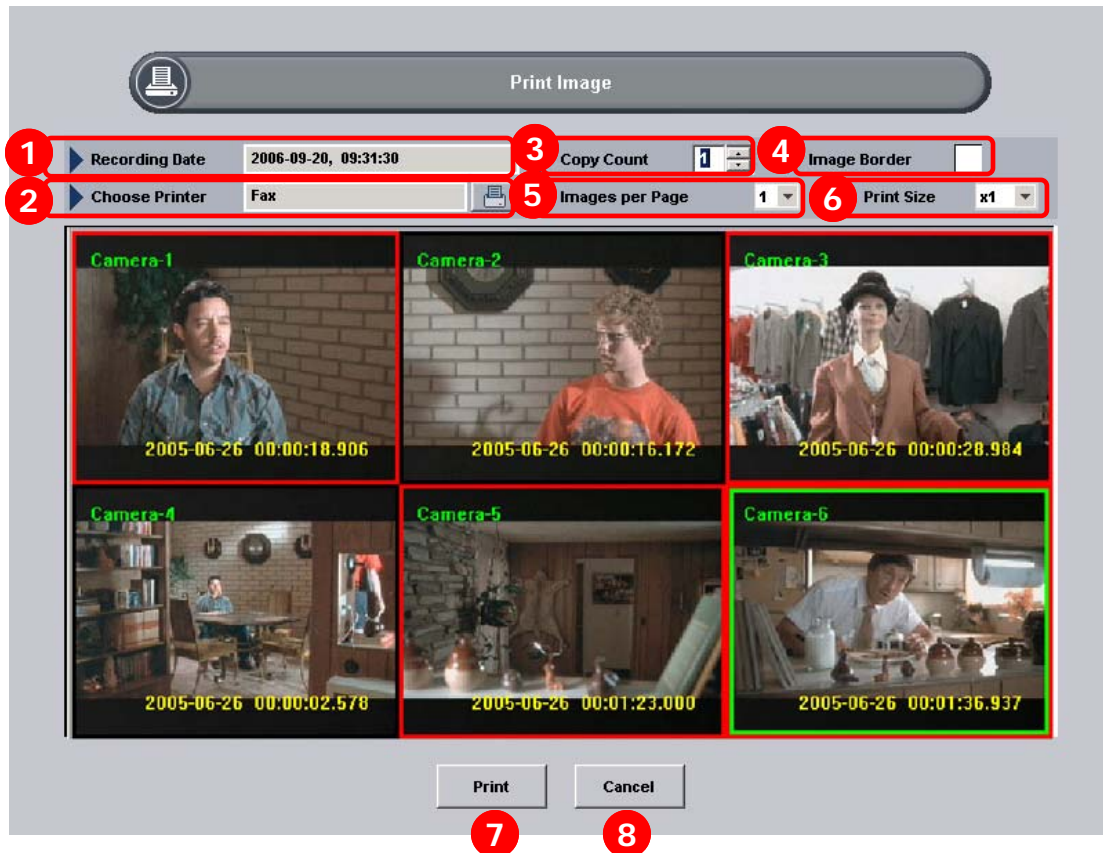 Print Image
1 Recording Date 2006-09-20, 09:31:30 3 Copy Count 1 4 Image Border
2 Choose Printer Fax 5 Images per Page 1 6 Print Size x1
Camera-1 Camera-2 Camera-3
2005-06-26 00:00:18.906 2005-06-26 00:00:16.172 2005-06-26 00:00:28.984
Camera-4 Camera-5 Camera-6
2005-06-26 00:00:02.578 2005-06-26 00:01:23.000 2005-06-26 00:01:36.937
Print Cancel
7 8